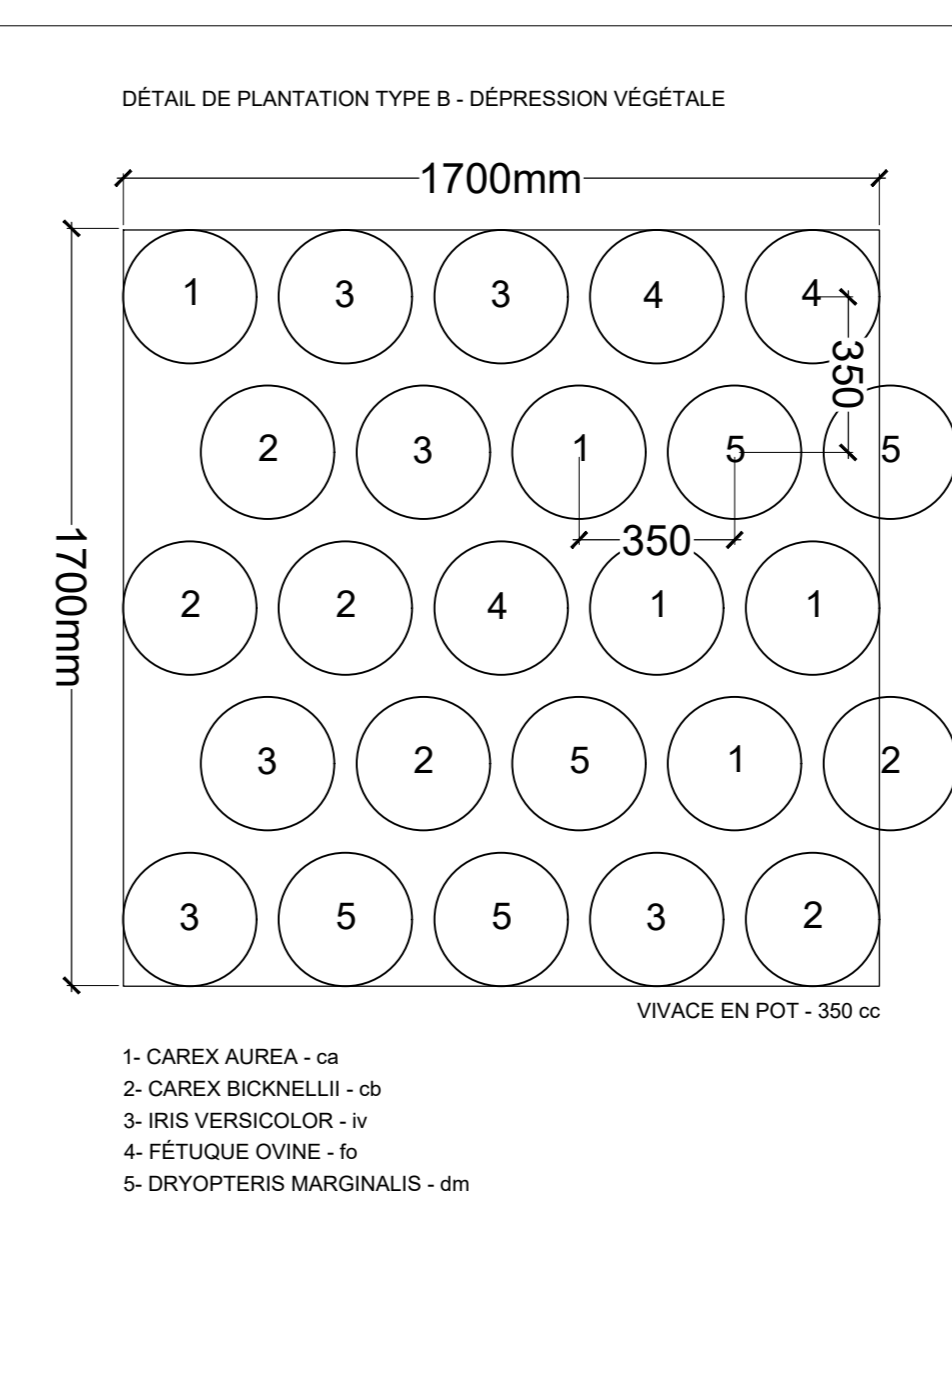 DÉTAIL DE PLANTATION TYPE B - DÉPRESSION VÉGÉTALE
1700mm
1 3 3 4 4
350
2 3 1 5 5
350
1700mm
2 2 4 1 1
3 2 5 1 2
3 5 5 3 2
VIVACE EN POT - 350 cc
1- CAREX AUREA - ca
2- CAREX BICKNELLII - cb
3- IRIS VERSICOLOR - iv
4- FÉTUQUE OVINE - fo
5- DRYOPTERIS MARGINALIS - dm